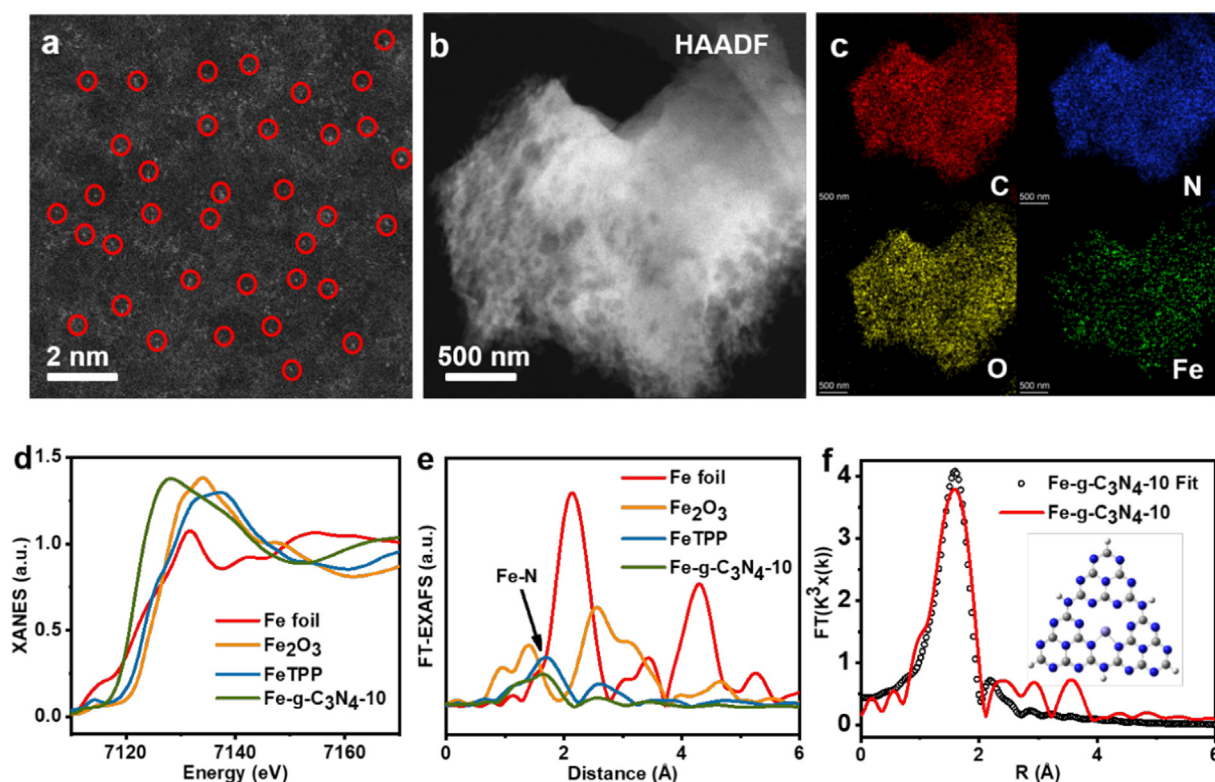 a
2 nm
b
HAADF
500 nm
c
C
500 nm
N
500 nm
O
500 nm
Fe
500 nm
d
XANES (a.u.)
1.5
1.0
0.5
0.0
7120
7140
7160
Energy (eV)
Fe foil
Fe₂O₃
FeTPP
Fe-g-C₃N₄-10
e
FT-EXAFS (a.u.)
Fe-N
Fe foil
Fe₂O₃
FeTPP
Fe-g-C₃N₄-10
0
2
4
6
Distance (Å)
f
FT(K³x(k))
4
3
2
1
0
Fe-g-C₃N₄-10 Fit
Fe-g-C₃N₄-10
0
2
4
6
R (Å)